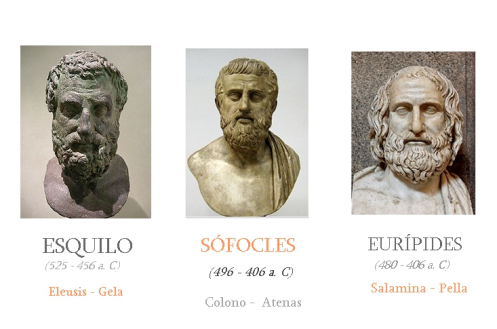 ESQUILO
(525 - 456 a. C)
Eleusis - Gela
SÓFOCLES
(496 - 406 a. C)
Colono - Atenas
EURÍPIDES
(480 - 406 a. C)
Salamina - Pella